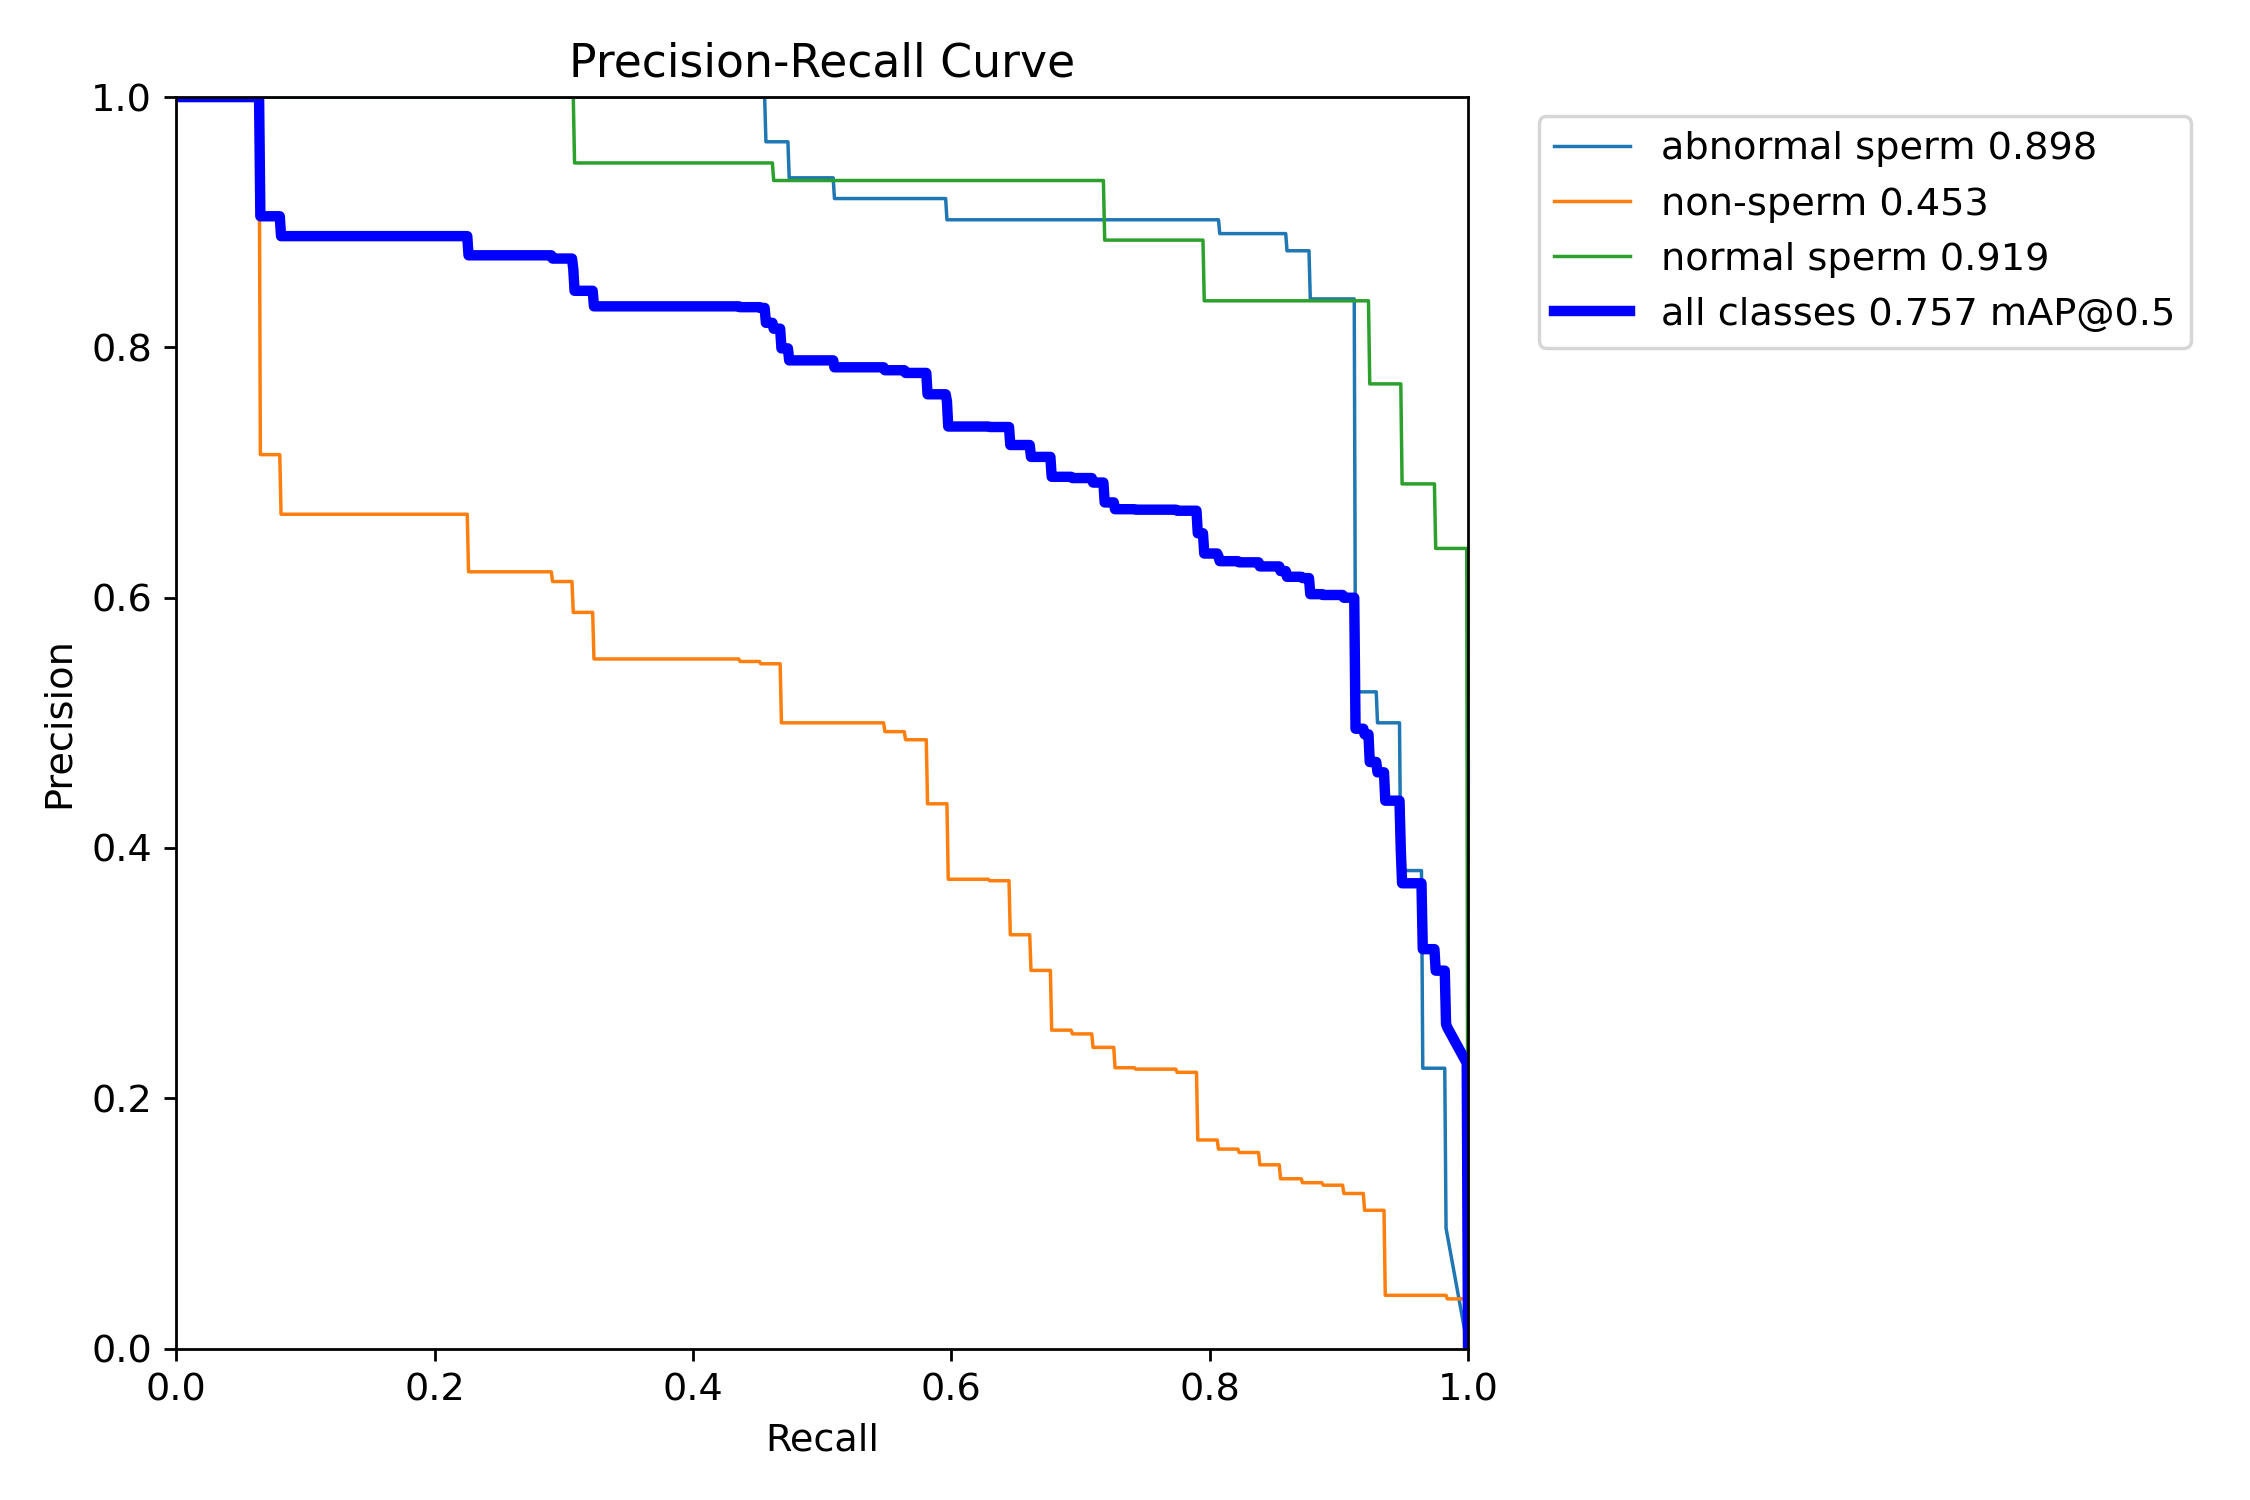 Precision-Recall Curve
1.0
0.8
0.6
0.4
0.2
0.0
Precision
0.0 0.2 0.4 0.6 0.8 1.0
Recall
abnormal sperm 0.898
non-sperm 0.453
normal sperm 0.919
all classes 0.757 mAP@0.5